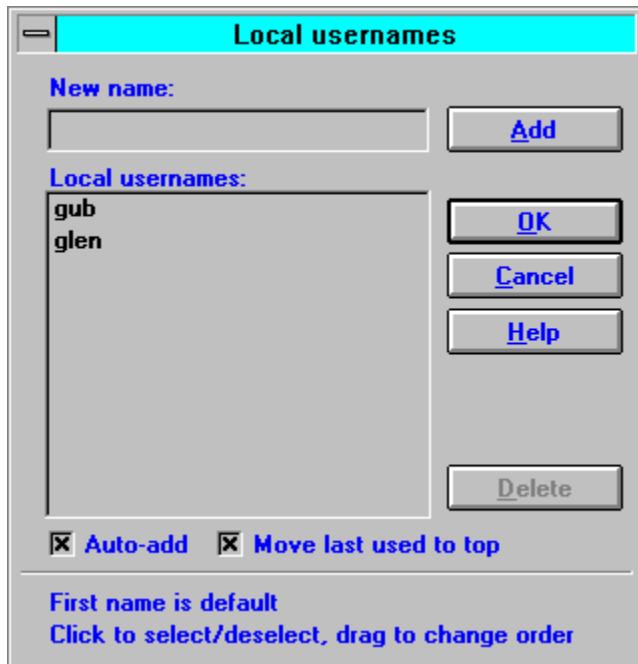 Local usernames
New name:
Add
Local usernames:
gub
glen
OK
Cancel
Help
Delete
Auto-add Move last used to top
First name is default
Click to select/deselect, drag to change order